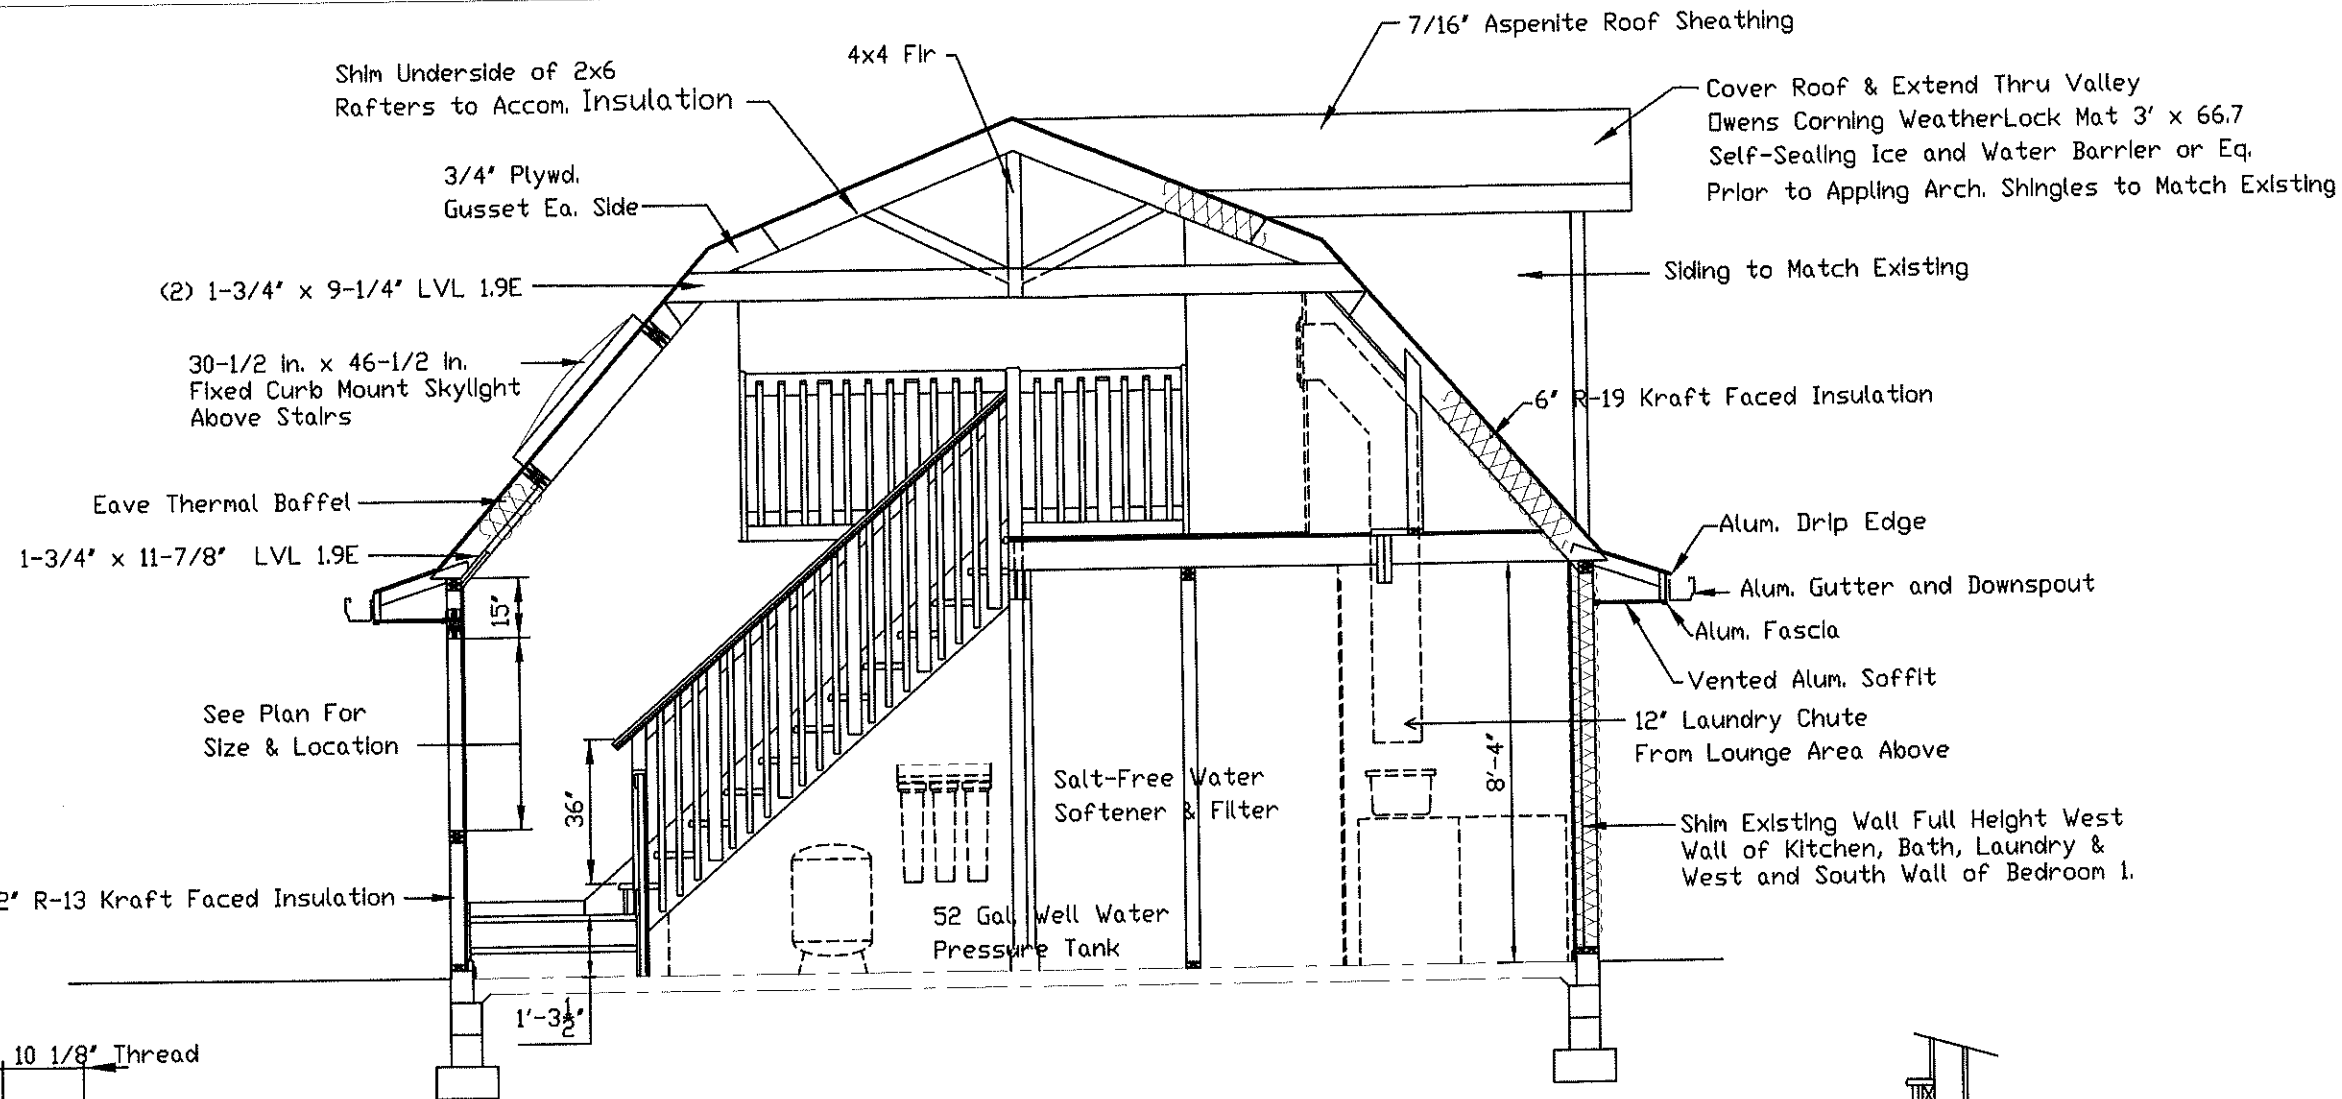 7/16" Aspenite Roof Sheathing
4x4 Fir
Shim Underside of 2x6
Rafters to Accom. Insulation
Cover Roof & Extend Thru Valley
Owens Corning WeatherLock Mat 3' x 66.7
Self-Sealing Ice and Water Barrier or Eq.
Prior to Appling Arch. Shingles to Match Existing
3/4" Plywd.
Gusset Ea. Side
Siding to Match Existing
(2) 1-3/4" x 9-1/4" LVL 1.9E
30-1/2 in. x 46-1/2 in.
Fixed Curb Mount Skylight
Above Stairs
6" R-19 Kraft Faced Insulation
Eave Thermal Baffel
1-3/4" x 11-7/8" LVL 1.9E
Alum. Drip Edge
Alum. Gutter and Downspout
15"
Alum. Fascia
Vented Alum. Soffit
See Plan For
Size & Location
12" Laundry Chute
From Lounge Area Above
36"
Salt-Free Water
Softener & Filter
8'-4"
Shim Existing Wall Full Height West
Wall of Kitchen, Bath, Laundry &
West and South Wall of Bedroom 1.
2" R-13 Kraft Faced Insulation
52 Gal Well Water
Pressure Tank
1'-3 1/2"
10 1/8" Thread